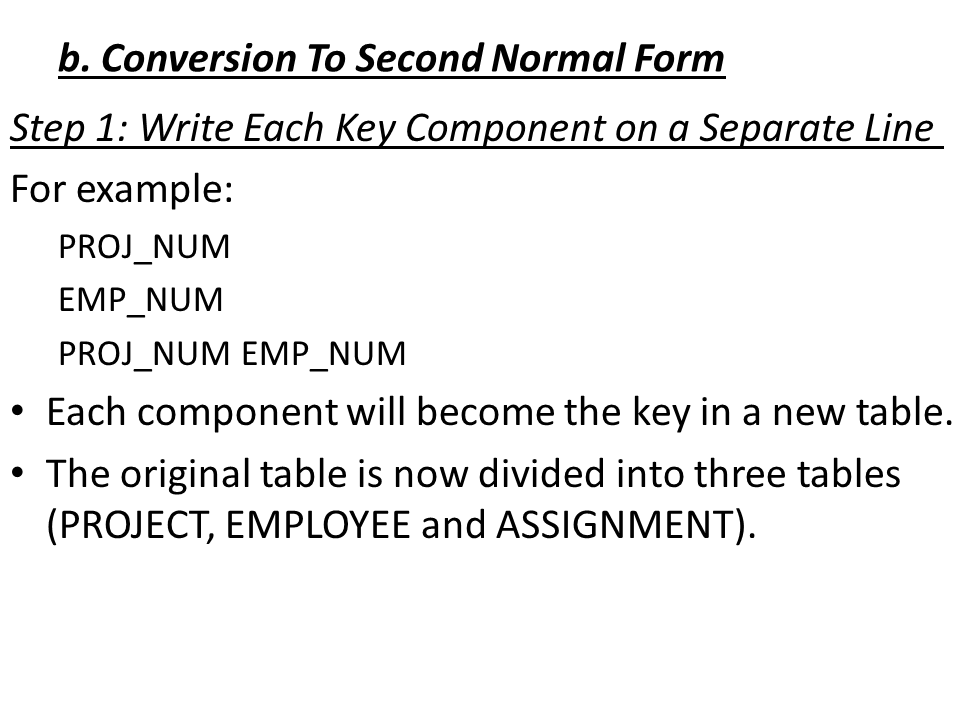 b. Conversion To Second Normal Form
Step 1: Write Each Key Component on a Separate Line
For example:
PROJ_NUM
EMP_NUM
PROJ_NUM EMP_NUM
• Each component will become the key in a new table.
• The original table is now divided into three tables
(PROJECT, EMPLOYEE and ASSIGNMENT).